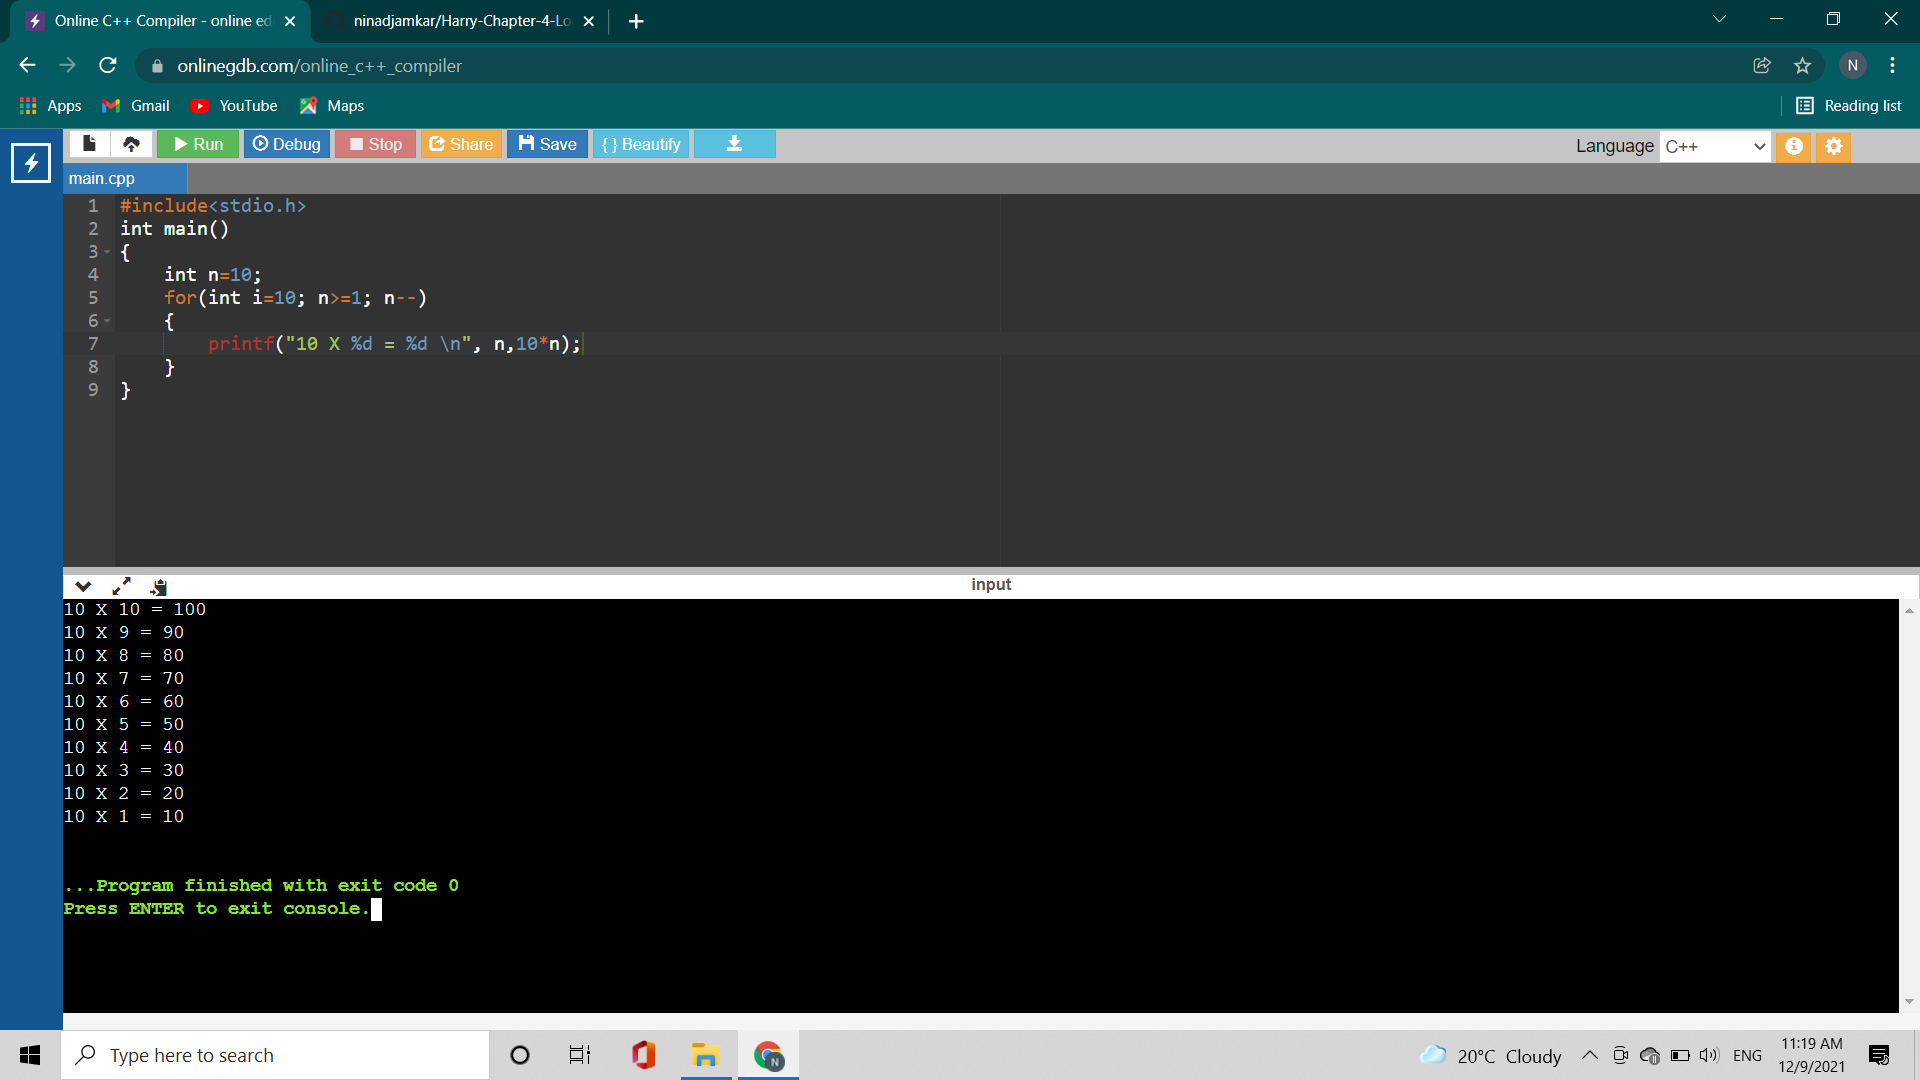 Online C++ Compiler - online ed
ninadjamkar/Harry-Chapter-4-Lo
onlinegdb.com/online_c++_compiler
N
Apps
Gmail
YouTube
Maps
Reading list
Run
Debug
Stop
Share
Save
{ } Beautify
Language
C++
main.cpp
1 #include<stdio.h>
2 int main()
3 {
4     int n=10;
5     for(int i=10; n>=1; n--)
6     {
7         printf("10 X %d = %d \n", n,10*n);
8     }
9 }
input
10 X 10 = 100
10 X 9 = 90
10 X 8 = 80
10 X 7 = 70
10 X 6 = 60
10 X 5 = 50
10 X 4 = 40
10 X 3 = 30
10 X 2 = 20
10 X 1 = 10
...Program finished with exit code 0
Press ENTER to exit console.
Type here to search
N
20°C Cloudy
ENG
11:19 AM
12/9/2021